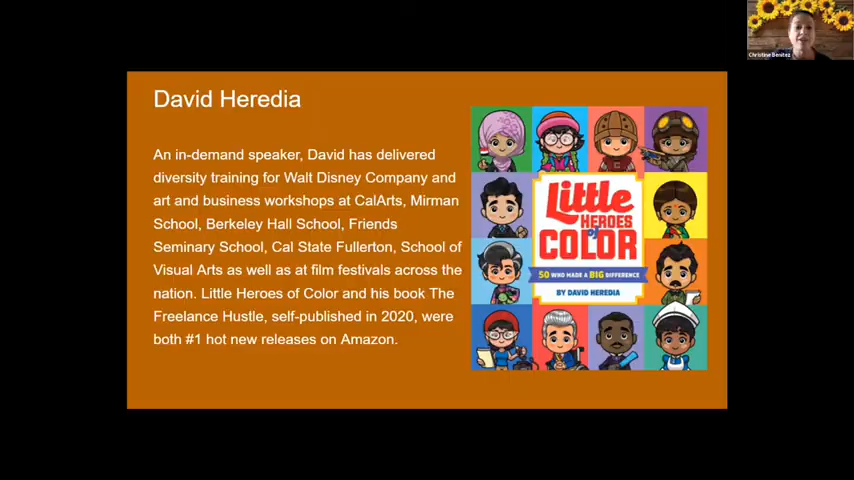 Christine Benitez
David Heredia
An in-demand speaker, David has delivered
diversity training for Walt Disney Company and
art and business workshops at CalArts, Mirman
School, Berkeley Hall School, Friends
Seminary School, Cal State Fullerton, School of
Visual Arts as well as at film festivals across the
nation. Little Heroes of Color and his book The
Freelance Hustle, self-published in 2020, were
both #1 hot new releases on Amazon.
Little
HEROES
of
COLOR
50 WHO MADE A BIG DIFFERENCE
BY DAVID HEREDIA